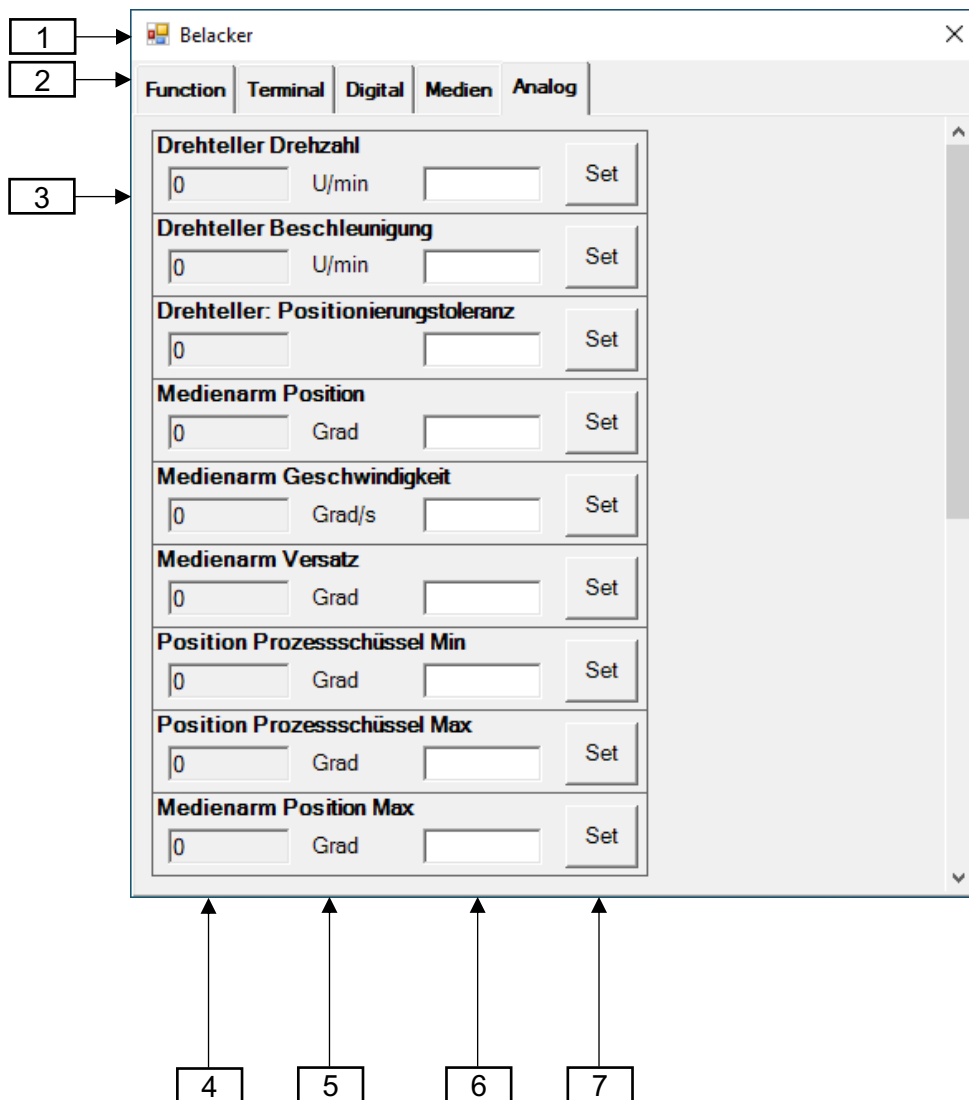 1
Belacker
2
Function Terminal Digital Medien Analog
Drehteller Drehzahl
3
0 U/min Set
Drehteller Beschleunigung
0 U/min Set
Drehteller: Positionierungstoleranz
0 Set
Medienarm Position
0 Grad Set
Medienarm Geschwindigkeit
0 Grad/s Set
Medienarm Versatz
0 Grad Set
Position Prozessschüssel Min
0 Grad Set
Position Prozessschüssel Max
0 Grad Set
Medienarm Position Max
0 Grad Set
4 5 6 7